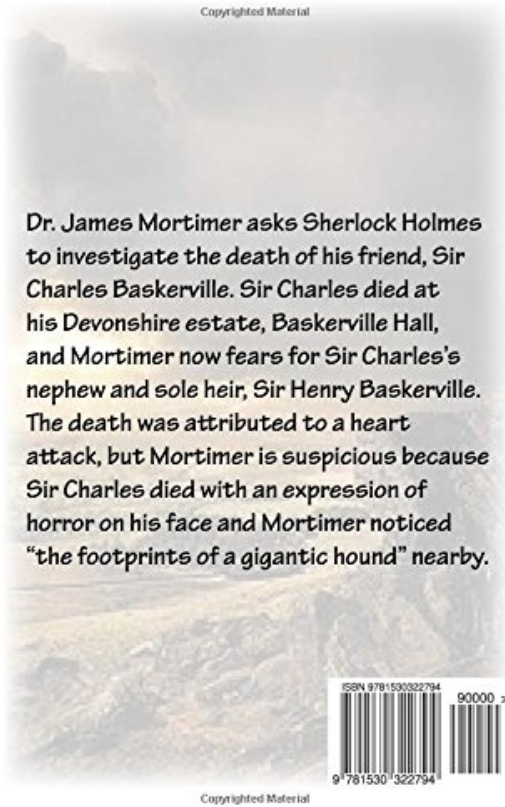 Copyrighted Material
Dr. James Mortimer asks Sherlock Holmes
to investigate the death of his friend, Sir
Charles Baskerville. Sir Charles died at
his Devonshire estate, Baskerville Hall,
and Mortimer now fears for Sir Charles's
nephew and sole heir, Sir Henry Baskerville.
The death was attributed to a heart
attack, but Mortimer is suspicious because
Sir Charles died with an expression of
horror on his face and Mortimer noticed
“the footprints of a gigantic hound” nearby.
ISBN 9781530322794
90000 >
9 781530 322794
Copyrighted Material